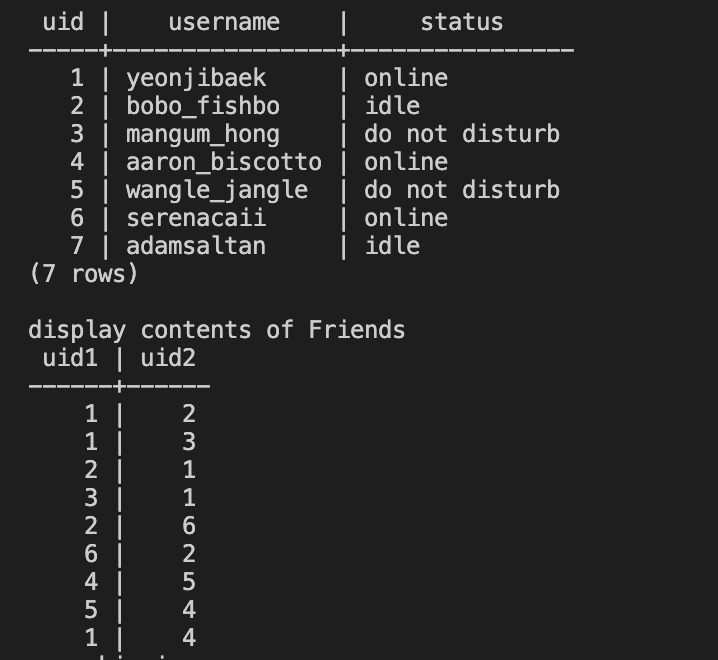 uid | username | status
-----+----------------+----------------
1 | yeonjibaek | online
2 | bobo_fishbo | idle
3 | mangum_hong | do not disturb
4 | aaron_biscotto | online
5 | wangle_jangle | do not disturb
6 | serenacaii | online
7 | adamsaltan | idle
(7 rows)
display contents of Friends
uid1 | uid2
------+------
1 | 2
1 | 3
2 | 1
3 | 1
2 | 6
6 | 2
4 | 5
5 | 4
1 | 4